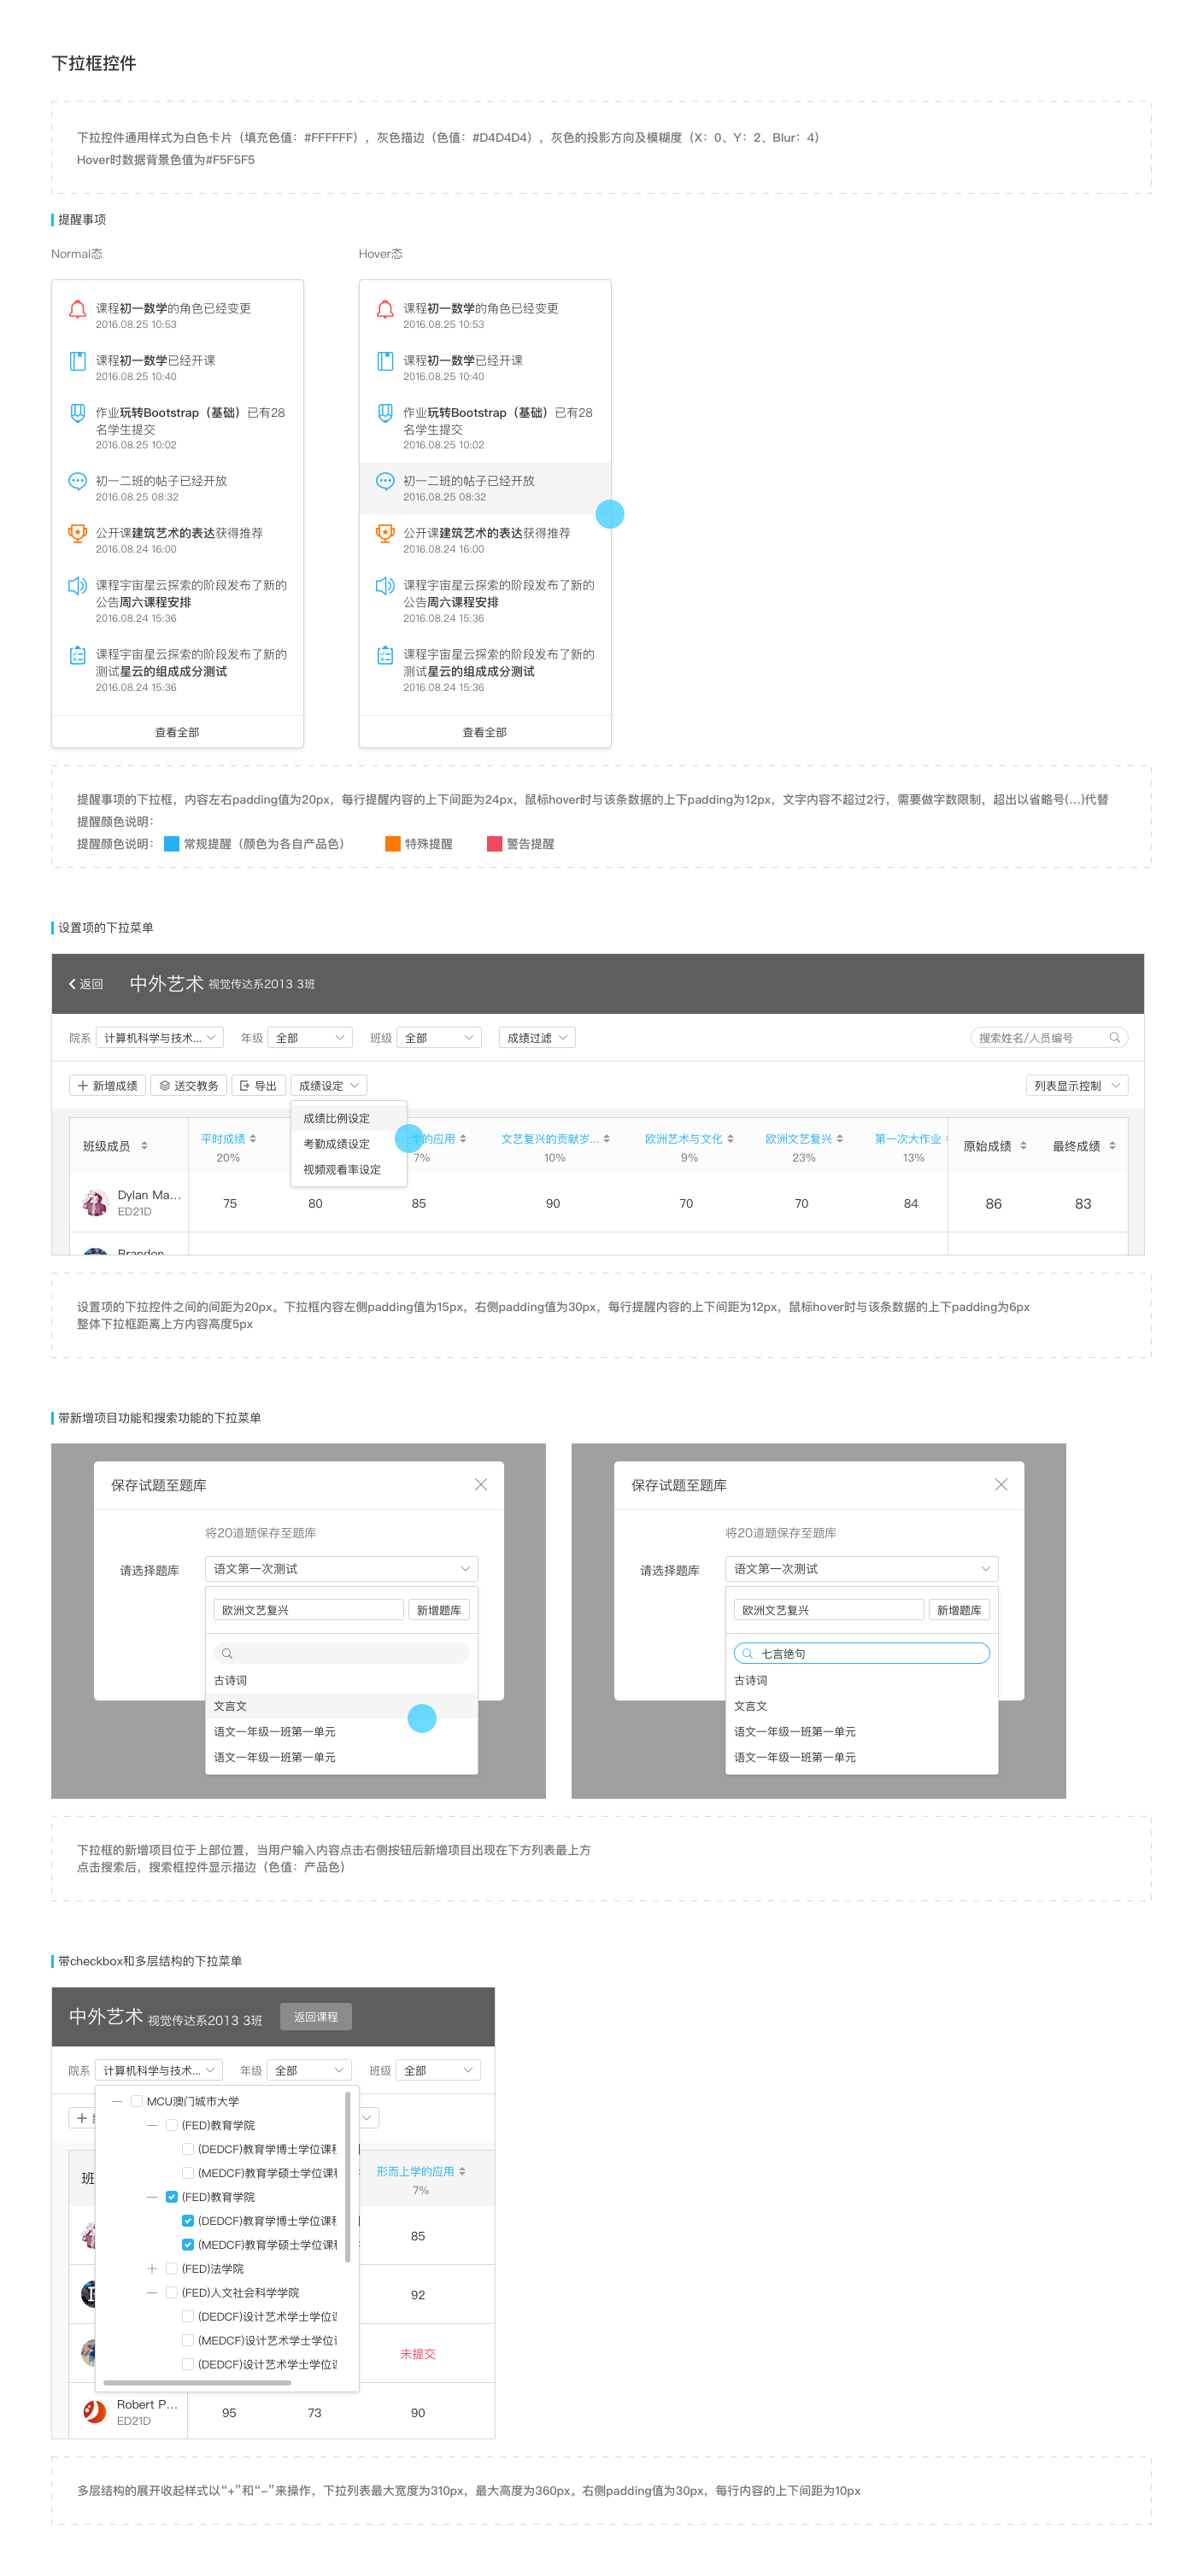 下拉框控件
下拉控件通用样式为白色卡片（填充色值：#FFFFFF），灰色描边（色值：#D4D4D4），灰色的投影方向及模糊度（X：0、Y：2、Blur：4）
Hover时数据背景色值为#F5F5F5
提醒事项
Normal态
Hover态
课程初一数学的角色已经变更
2016.08.25 10:53
课程初一数学已经开课
2016.08.25 10:40
作业玩转Bootstrap（基础）已有28
名学生提交
2016.08.25 10:02
初一二班的帖子已经开放
2016.08.25 08:32
公开课建筑艺术的表达获得推荐
2016.08.24 16:00
课程宇宙星云探索的阶段发布了新的
公告周六课程安排
2016.08.24 15:36
课程宇宙星云探索的阶段发布了新的
测试星云的组成成分测试
2016.08.24 15:36
查看全部
课程初一数学的角色已经变更
2016.08.25 10:53
课程初一数学已经开课
2016.08.25 10:40
作业玩转Bootstrap（基础）已有28
名学生提交
2016.08.25 10:02
初一二班的帖子已经开放
2016.08.25 08:32
公开课建筑艺术的表达获得推荐
2016.08.24 16:00
课程宇宙星云探索的阶段发布了新的
公告周六课程安排
2016.08.24 15:36
课程宇宙星云探索的阶段发布了新的
测试星云的组成成分测试
2016.08.24 15:36
查看全部
提醒事项的下拉框，内容左右padding值为20px，每行提醒内容的上下间距为24px，鼠标hover时与该条数据的上下padding为12px，文字内容不超过2行，需要做字数限制，超出以省略号(...)代替
提醒颜色说明：
提醒颜色说明： 常规提醒（颜色为各自产品色） 特殊提醒 警告提醒
设置项的下拉菜单
返回 中外艺术 视觉传达系2013 3班
院系 计算机科学与技术... 年级 全部 班级 全部 成绩过滤 搜索姓名/人员编号
新增成绩 送交教务 导出 成绩设定 列表显示控制
成绩比例设定
考勤成绩设定
视频观看率设定
班级成员 平时成绩 学的应用 文艺复兴的贡献岁... 欧洲艺术与文化 欧洲文艺复兴 第一次大作业 原始成绩 最终成绩
20% 7% 10% 9% 23% 13%
Dylan Ma... 75 80 85 90 70 70 84 86 83
ED21D
Brandon
设置项的下拉控件之间的间距为20px。下拉框内容左侧padding值为15px，右侧padding值为30px，每行提醒内容的上下间距为12px，鼠标hover时与该条数据的上下padding为6px
整体下拉框距离上方内容高度5px
带新增项目功能和搜索功能的下拉菜单
保存试题至题库
将20道题保存至题库
请选择题库 语文第一次测试
欧洲文艺复兴 新增题库
古诗词
文言文
语文一年级一班第一单元
语文一年级一班第一单元
保存试题至题库
将20道题保存至题库
请选择题库 语文第一次测试
欧洲文艺复兴 新增题库
七言绝句
古诗词
文言文
语文一年级一班第一单元
语文一年级一班第一单元
下拉框的新增项目位于上部位置，当用户输入内容点击右侧按钮后新增项目出现在下方列表最上方
点击搜索后，搜索框控件显示描边（色值：产品色）
带checkbox和多层结构的下拉菜单
中外艺术 视觉传达系2013 3班 返回课程
院系 计算机科学与技术... 年级 全部 班级 全部
MCU澳门城市大学
(FED)教育学院
(DEDCF)教育学博士学位课程
(MEDCF)教育学硕士学位课程
(FED)教育学院
(DEDCF)教育学博士学位课程
(MEDCF)教育学硕士学位课程
(FED)法学院
(FED)人文社会科学学院
(DEDCF)设计艺术学士学位课
(MEDCF)设计艺术学士学位课
(DEDCF)设计艺术学士学位课
班
形而上学的应用
7%
85
92
未提交
Robert P... 95 73 90
ED21D
多层结构的展开收起样式以“+”和“-”来操作，下拉列表最大宽度为310px，最大高度为360px。右侧padding值为30px，每行内容的上下间距为10px